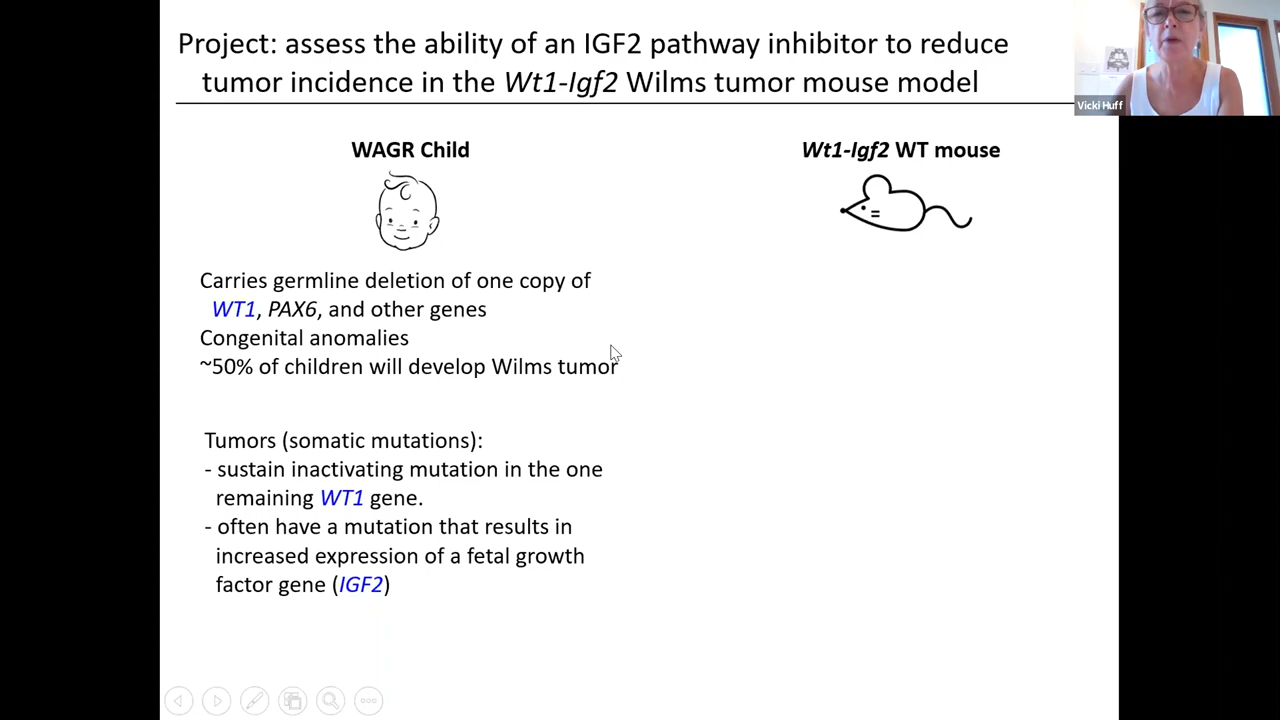 Project: assess the ability of an IGF2 pathway inhibitor to reduce
tumor incidence in the Wt1-Igf2 Wilms tumor mouse model
Vicki Huff
WAGR Child
Wt1-Igf2 WT mouse
Carries germline deletion of one copy of
WT1, PAX6, and other genes
Congenital anomalies
~50% of children will develop Wilms tumor
Tumors (somatic mutations):
- sustain inactivating mutation in the one
remaining WT1 gene.
- often have a mutation that results in
increased expression of a fetal growth
factor gene (IGF2)